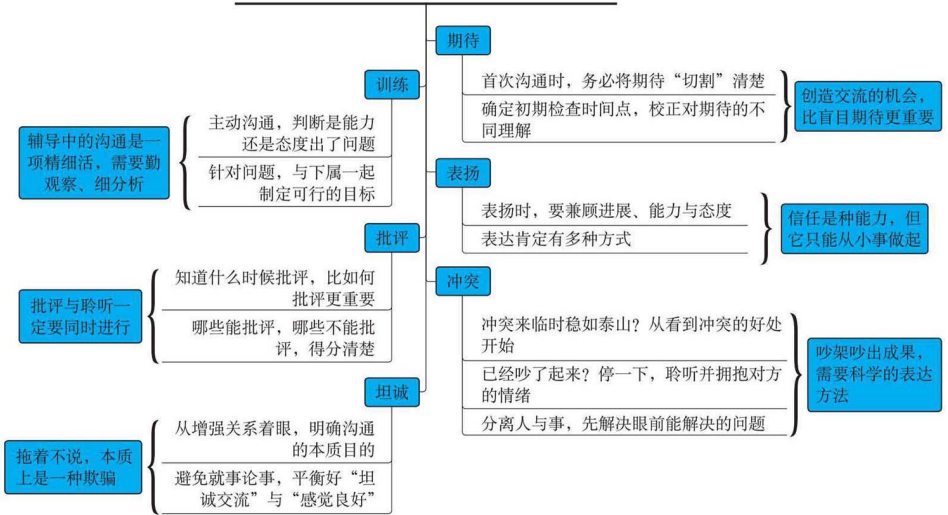 期待
首次沟通时，务必将期待“切割”清楚
确定初期检查时间点，校正对期待的不
同理解
创造交流的机会，
比盲目期待更重要
训练
主动沟通，判断是能力
还是态度出了问题
针对问题，与下属一起
制定可行的目标
辅导中的沟通是一
项精细活，需要勤
观察、细分析
表扬
表扬时，要兼顾进展、能力与态度
表达肯定有多种方式
信任是种能力，但
它只能从小事做起
批评
知道什么时候批评，比如何
批评更重要
哪些能批评，哪些不能批
评，得分清楚
批评与聆听一
定要同时进行
冲突
冲突来临时稳如泰山？从看到冲突的好处
开始
已经吵了起来？停一下，聆听并拥抱对方
的情绪
分离人与事，先解决眼前能解决的问题
吵架吵出成果，
需要科学的表达
方法
坦诚
从增强关系着眼，明确沟通
的本质目的
避免就事论事，平衡好“坦
诚交流”与“感觉良好”
拖着不说，本质
上是一种欺骗